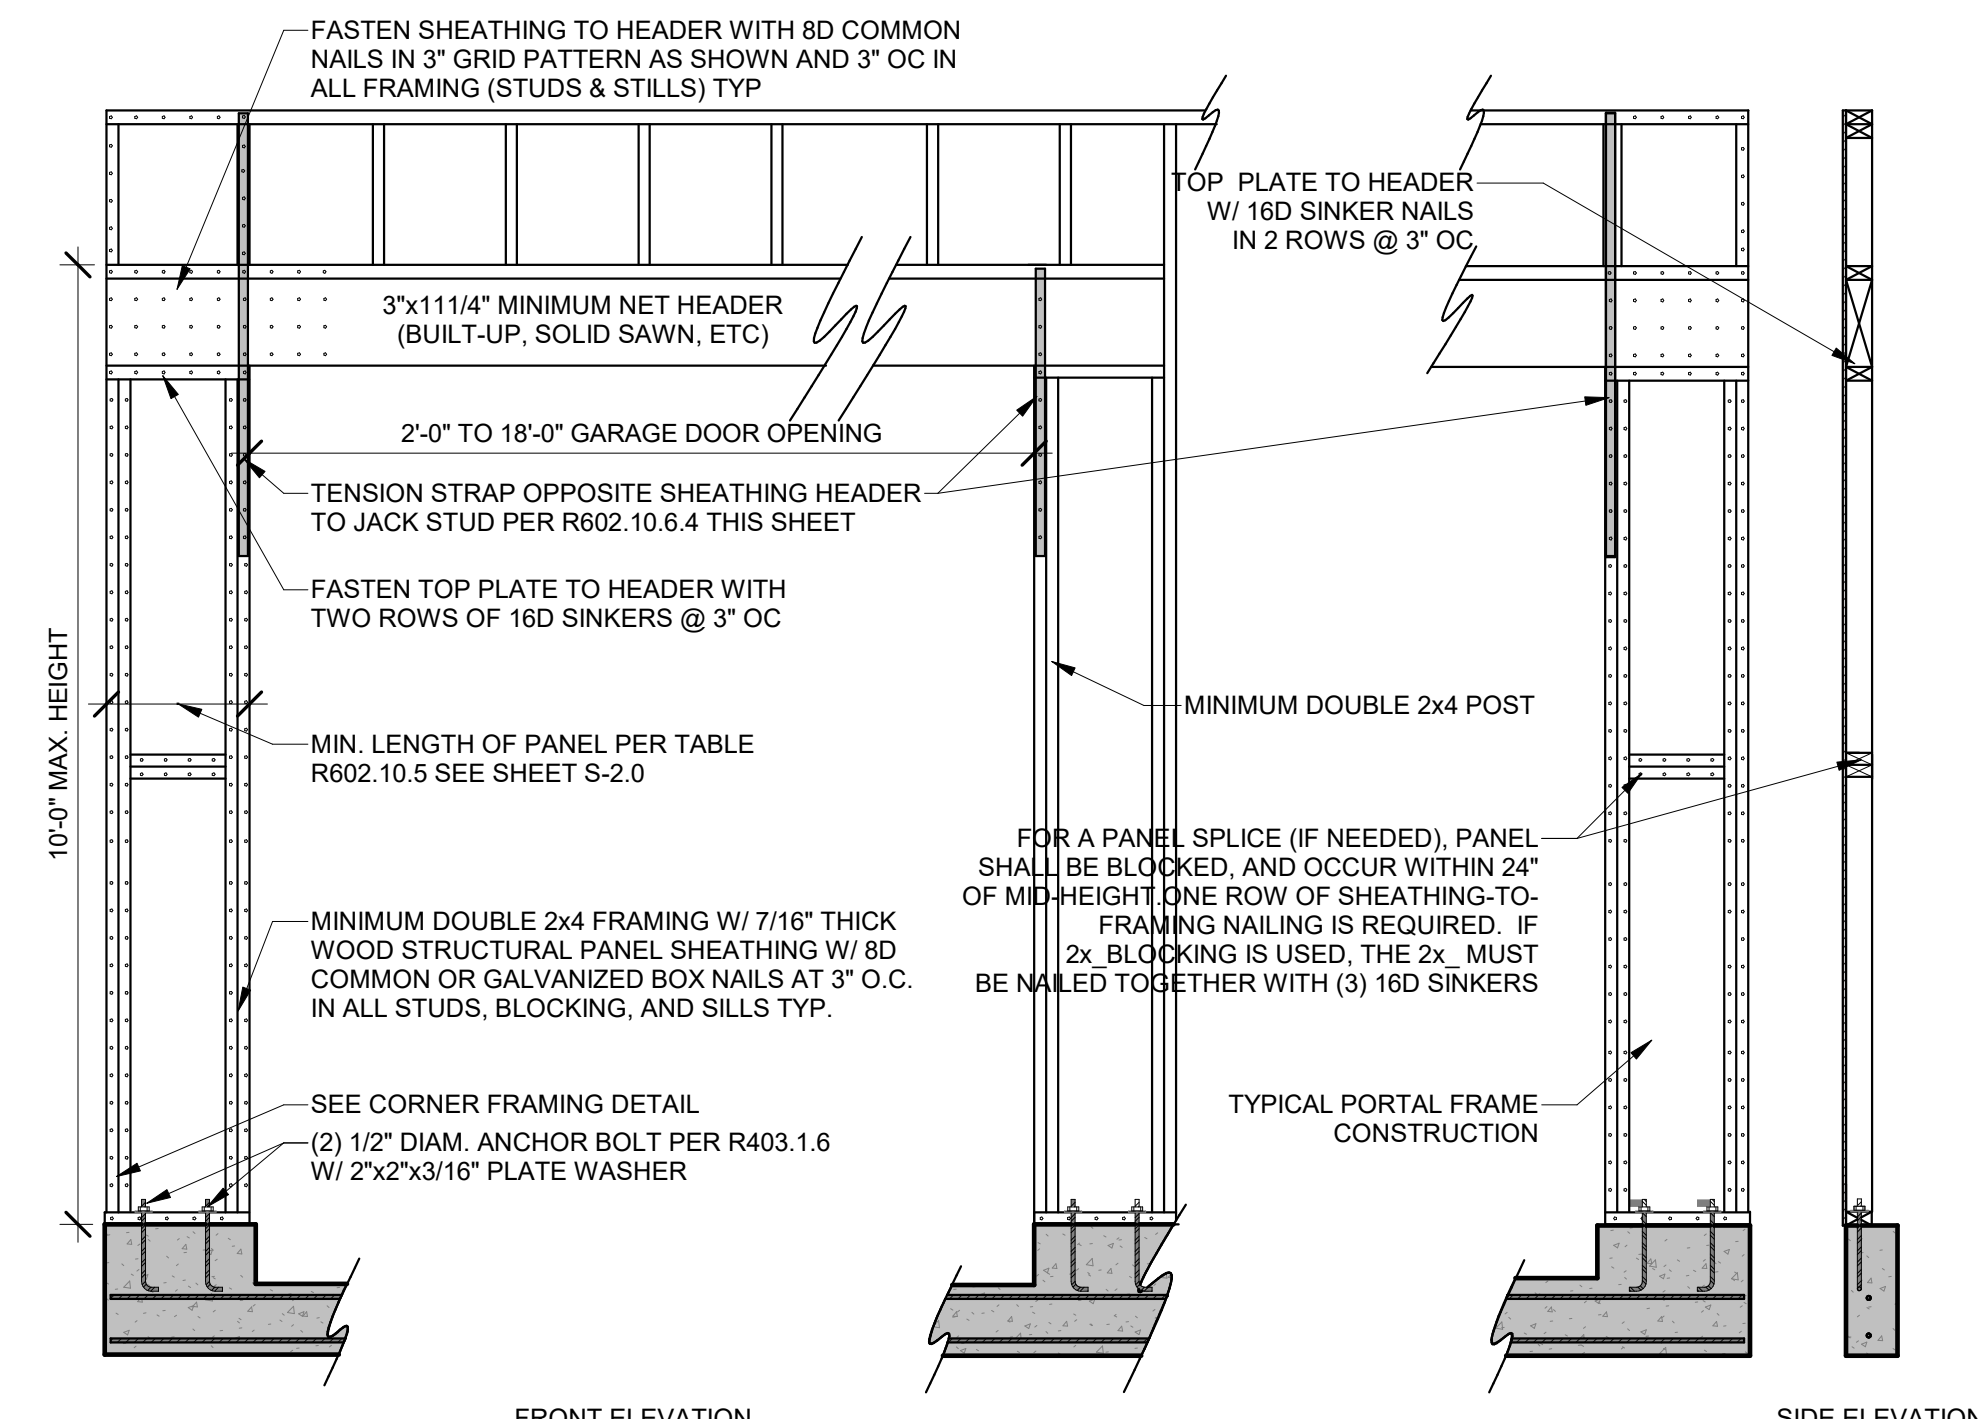 FASTEN SHEATHING TO HEADER WITH 8D COMMON
NAILS IN 3" GRID PATTERN AS SHOWN AND 3" OC IN
ALL FRAMING (STUDS & STILLS) TYP
TOP PLATE TO HEADER
W/ 16D SINKER NAILS
IN 2 ROWS @ 3" OC
3"x111/4" MINIMUM NET HEADER
(BUILT-UP, SOLID SAWN, ETC)
2'-0" TO 18'-0" GARAGE DOOR OPENING
TENSION STRAP OPPOSITE SHEATHING HEADER
TO JACK STUD PER R602.10.6.4 THIS SHEET
FASTEN TOP PLATE TO HEADER WITH
TWO ROWS OF 16D SINKERS @ 3" OC
10'-0" MAX. HEIGHT
MINIMUM DOUBLE 2x4 POST
MIN. LENGTH OF PANEL PER TABLE
R602.10.5 SEE SHEET S-2.0
FOR A PANEL SPLICE (IF NEEDED), PANEL
SHALL BE BLOCKED, AND OCCUR WITHIN 24"
OF MID-HEIGHT.ONE ROW OF SHEATHING-TO-
FRAMING NAILING IS REQUIRED. IF
2x_BLOCKING IS USED, THE 2x_ MUST
BE NAILED TOGETHER WITH (3) 16D SINKERS
MINIMUM DOUBLE 2x4 FRAMING W/ 7/16" THICK
WOOD STRUCTURAL PANEL SHEATHING W/ 8D
COMMON OR GALVANIZED BOX NAILS AT 3" O.C.
IN ALL STUDS, BLOCKING, AND SILLS TYP.
SEE CORNER FRAMING DETAIL
(2) 1/2" DIAM. ANCHOR BOLT PER R403.1.6
W/ 2"x2"x3/16" PLATE WASHER
TYPICAL PORTAL FRAME
CONSTRUCTION
FRONT ELEVATION
SIDE ELEVATION